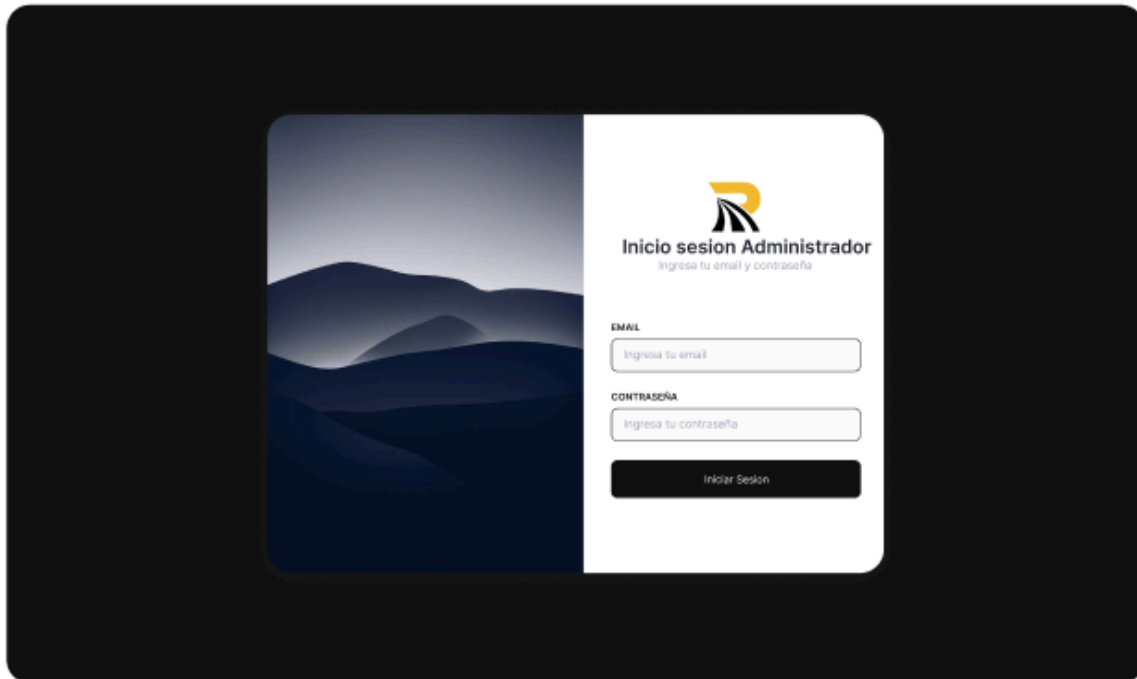 Inicio sesion Administrador
Ingresa tu email y contraseña
EMAIL
Ingresa tu email
CONTRASEÑA
Ingresa tu contraseña
Iniciar Sesion